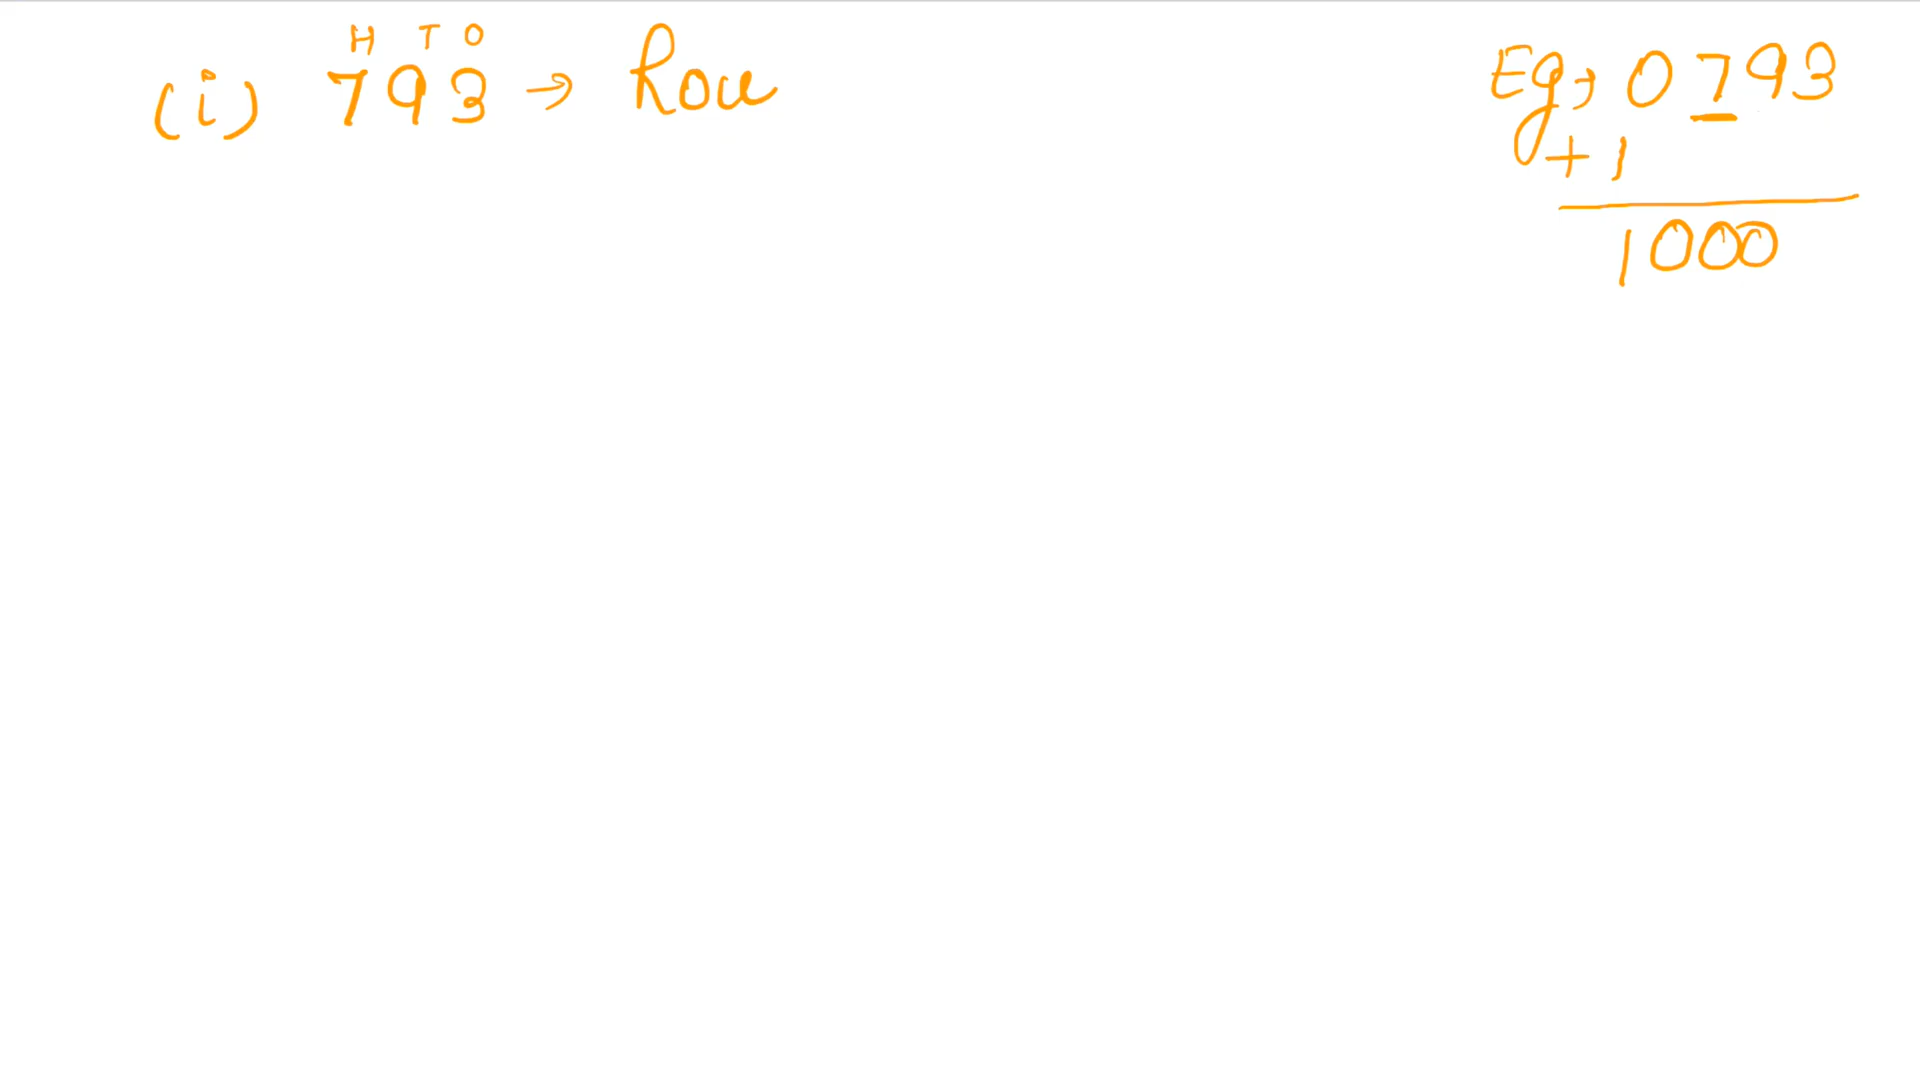 H T O
(i) 793 → Rou
Eg, 0793
+ 1
1000